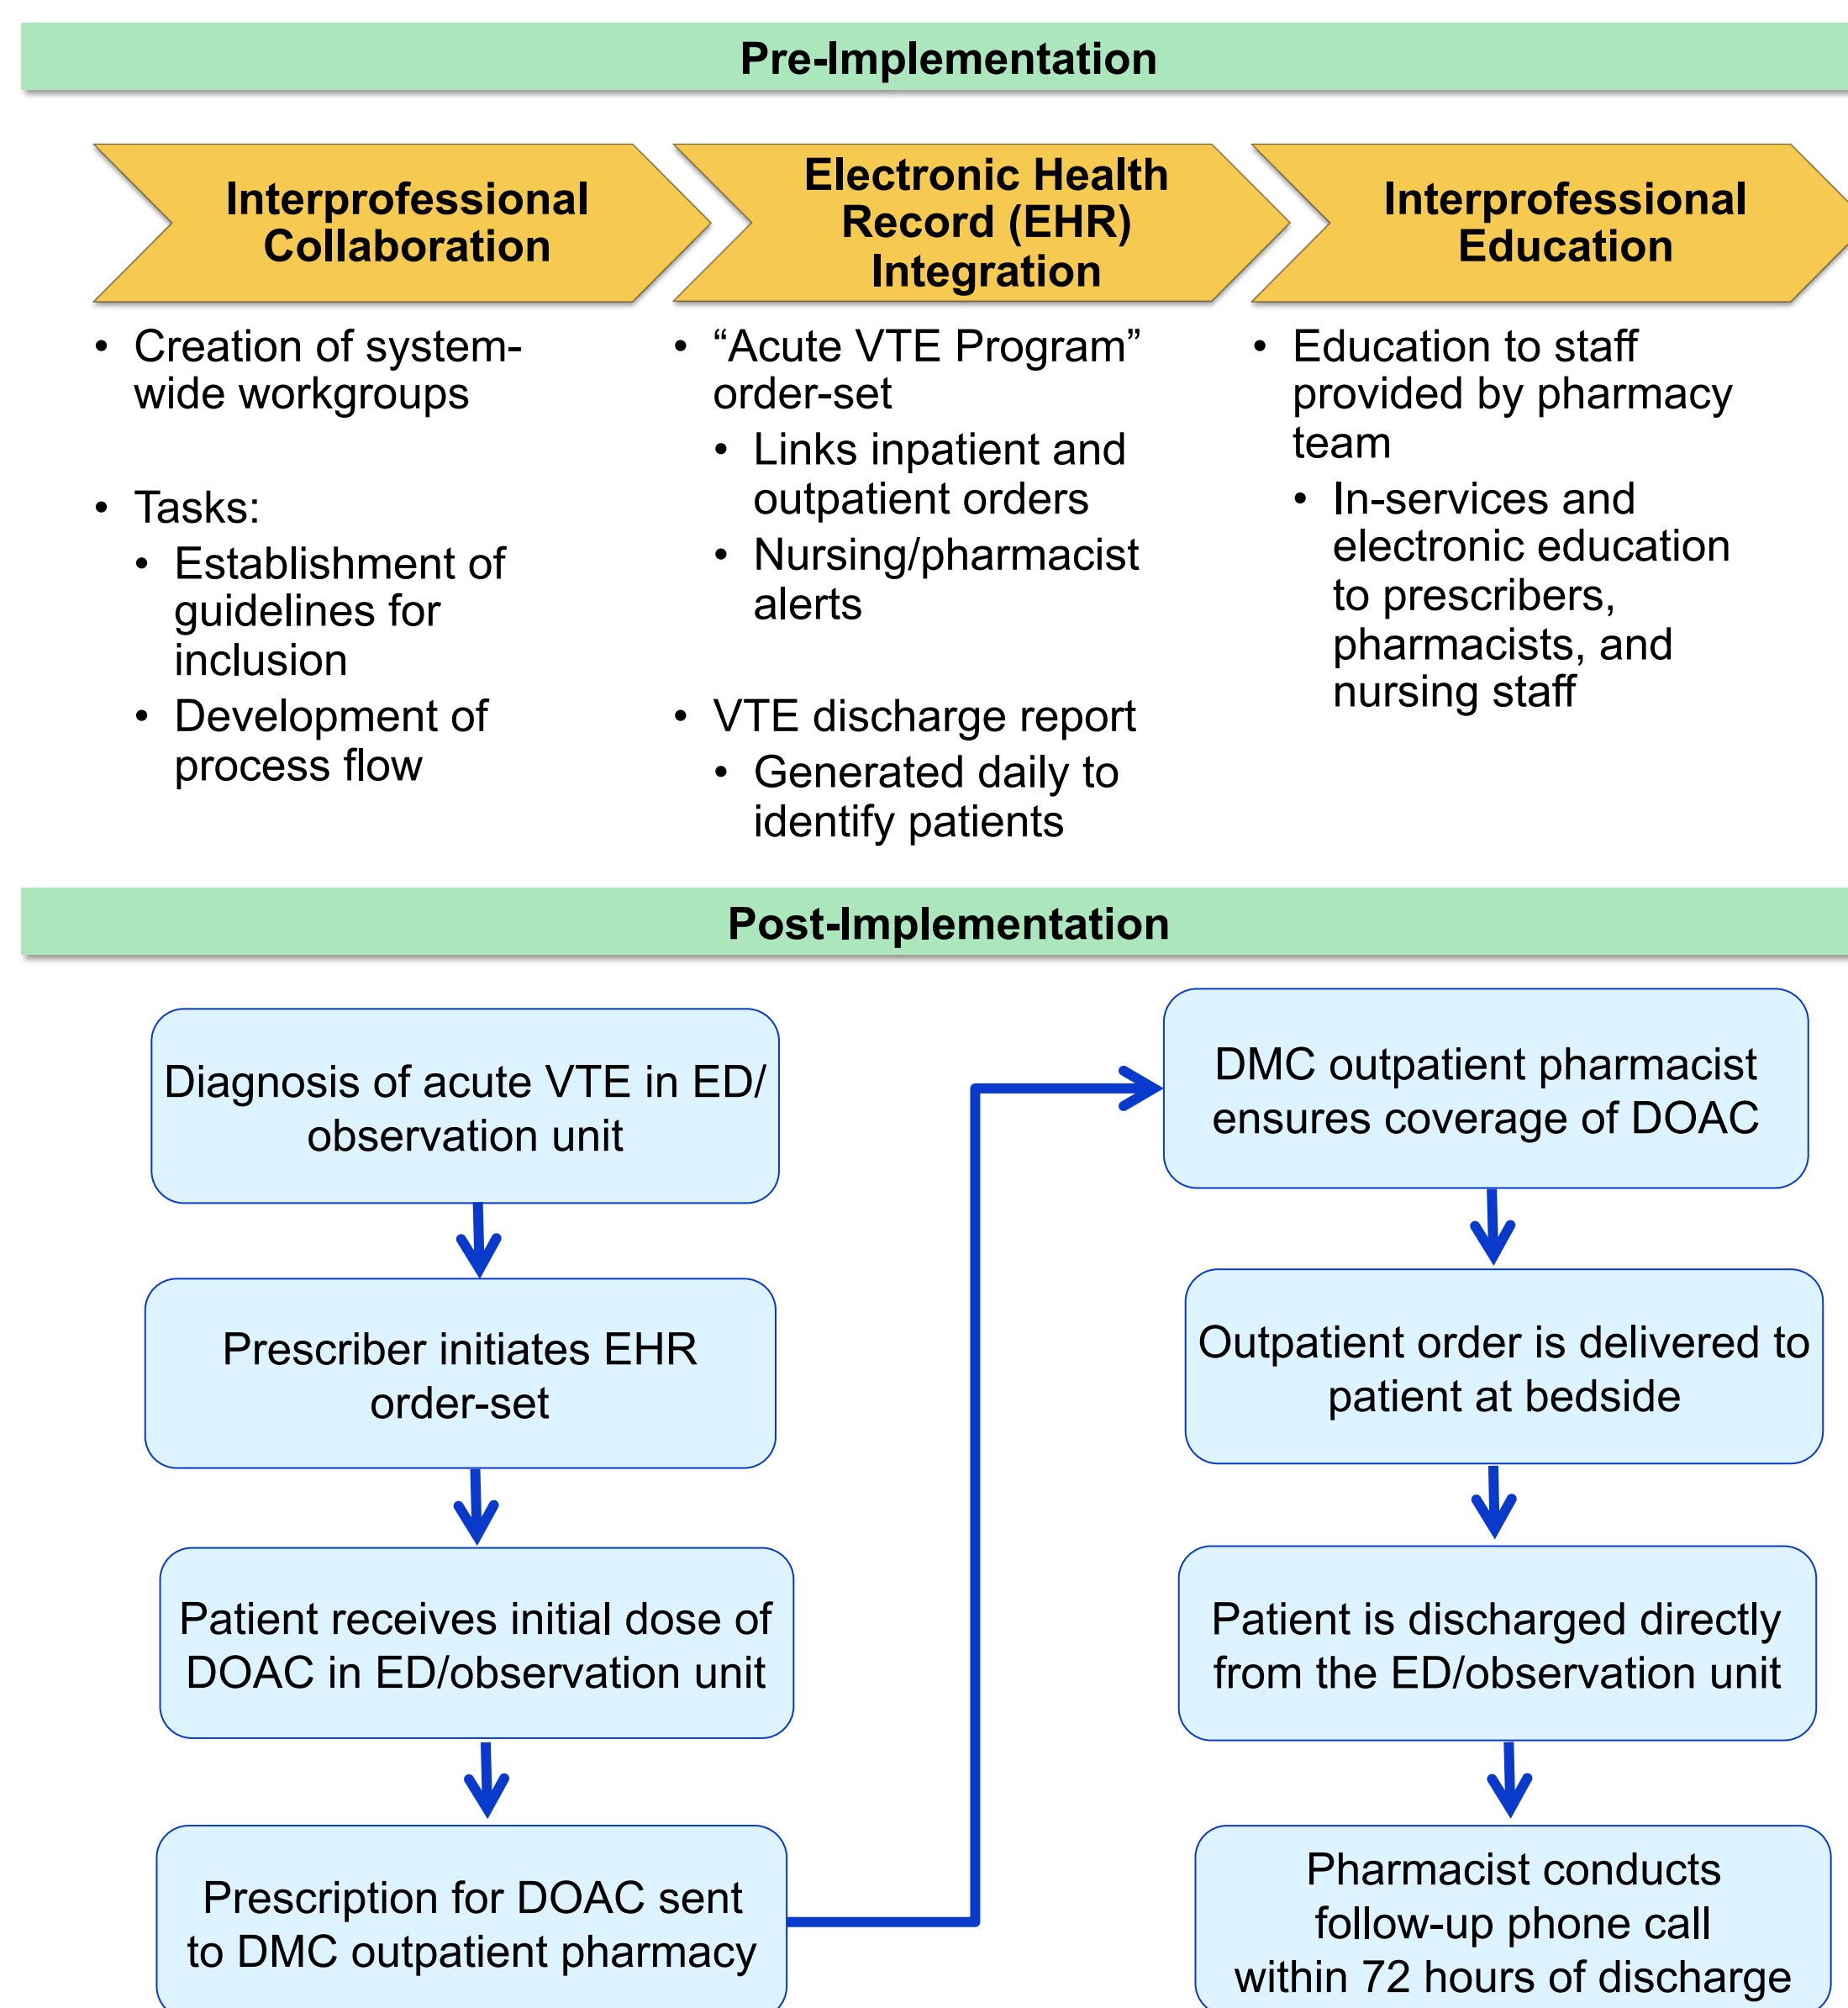 Pre-Implementation
Interprofessional
Collaboration
• Creation of system-
wide workgroups
• Tasks:
• Establishment of
guidelines for
inclusion
• Development of
process flow
Electronic Health
Record (EHR)
Integration
• “Acute VTE Program”
order-set
• Links inpatient and
outpatient orders
• Nursing/pharmacist
alerts
• VTE discharge report
• Generated daily to
identify patients
Interprofessional
Education
• Education to staff
provided by pharmacy
team
• In-services and
electronic education
to prescribers,
pharmacists, and
nursing staff
Post-Implementation
Diagnosis of acute VTE in ED/
observation unit
Prescriber initiates EHR
order-set
Patient receives initial dose of
DOAC in ED/observation unit
Prescription for DOAC sent
to DMC outpatient pharmacy
DMC outpatient pharmacist
ensures coverage of DOAC
Outpatient order is delivered to
patient at bedside
Patient is discharged directly
from the ED/observation unit
Pharmacist conducts
follow-up phone call
within 72 hours of discharge